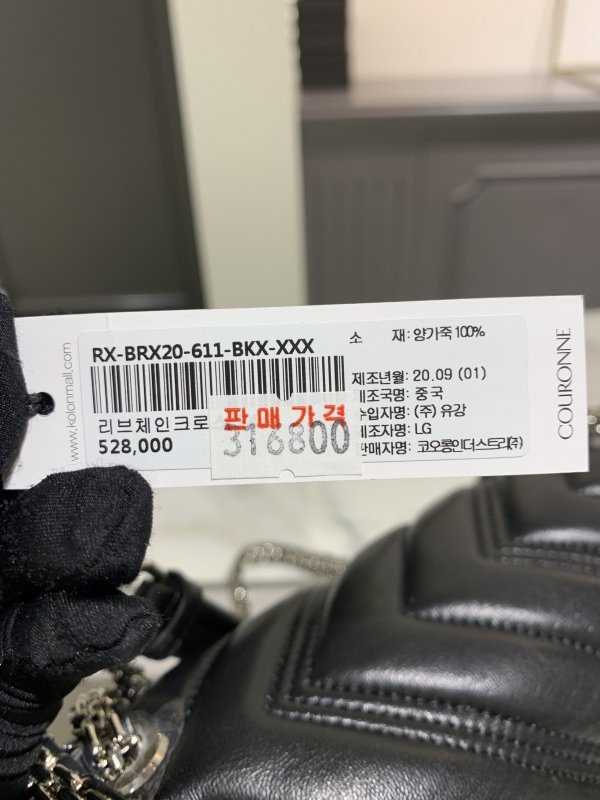 www.kolonmall.com
RX-BRX20-611-BKX-XXX
리브체인크로
528,000
판매가격
316800
소 재: 양가죽 100%
제조년월: 20.09 (01)
제조국명: 중국
수입자명: (주) 유강
제조자명: LG
판매자명: 코오롱인더스트리(주)
COURONNE